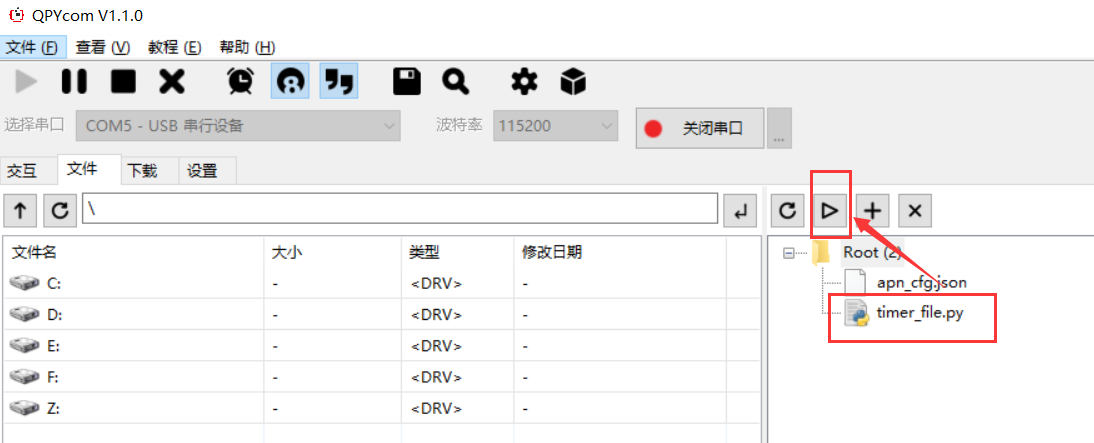 QPYcom V1.1.0
文件 (F) 查看 (V) 教程 (E) 帮助 (H)
选择串口 COM5 - USB 串行设备 波特率 115200 关闭串口 ...
交互 文件 下载 设置
\
文件名 大小 类型 修改日期
Root (2)
C: - <DRV> -
apn_cfg.json
D: - <DRV> -
timer_file.py
E: - <DRV> -
F: - <DRV> -
Z: - <DRV> -